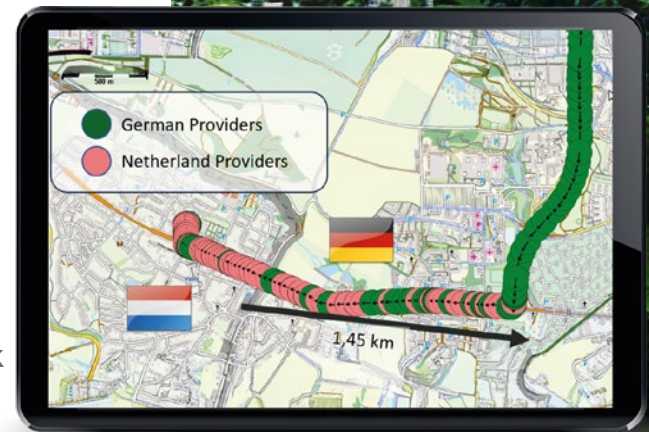 500 m
German Providers
Netherland Providers
1,45 km
k